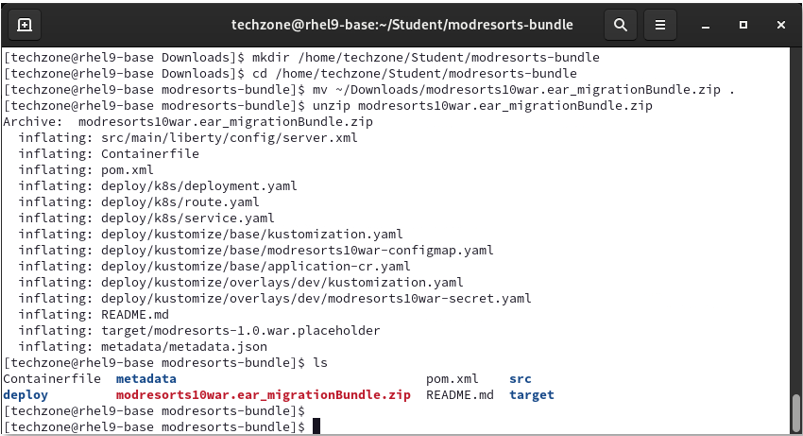 techzone@rhel9-base:~/Student/modresorts-bundle
[techzone@rhel9-base Downloads]$ mkdir /home/techzone/Student/modresorts-bundle
[techzone@rhel9-base Downloads]$ cd /home/techzone/Student/modresorts-bundle
[techzone@rhel9-base modresorts-bundle]$ mv ~/Downloads/modresorts10war.ear_migrationBundle.zip .
[techzone@rhel9-base modresorts-bundle]$ unzip modresorts10war.ear_migrationBundle.zip
Archive:  modresorts10war.ear_migrationBundle.zip
  inflating: src/main/liberty/config/server.xml
  inflating: Containerfile
  inflating: pom.xml
  inflating: deploy/k8s/deployment.yaml
  inflating: deploy/k8s/route.yaml
  inflating: deploy/k8s/service.yaml
  inflating: deploy/kustomize/base/kustomization.yaml
  inflating: deploy/kustomize/base/modresorts10war-configmap.yaml
  inflating: deploy/kustomize/base/application-cr.yaml
  inflating: deploy/kustomize/overlays/dev/kustomization.yaml
  inflating: deploy/kustomize/overlays/dev/modresorts10war-secret.yaml
  inflating: README.md
  inflating: target/modresorts-1.0.war.placeholder
  inflating: metadata/metadata.json
[techzone@rhel9-base modresorts-bundle]$ ls
Containerfile  metadata                                 pom.xml    src
deploy         modresorts10war.ear_migrationBundle.zip  README.md  target
[techzone@rhel9-base modresorts-bundle]$
[techzone@rhel9-base modresorts-bundle]$